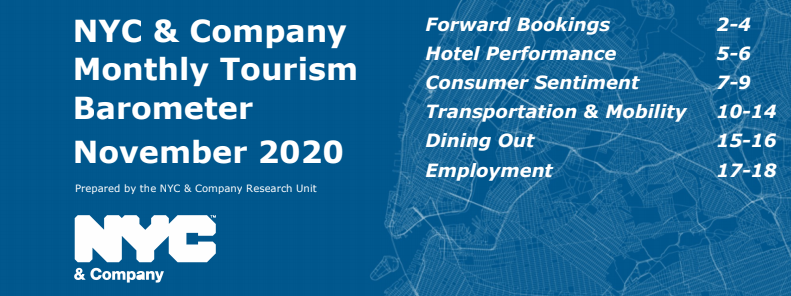 NYC & Company
Monthly Tourism
Barometer
November 2020
Prepared by the NYC & Company Research Unit
NYC™
& Company
Forward Bookings 2-4
Hotel Performance 5-6
Consumer Sentiment 7-9
Transportation & Mobility 10-14
Dining Out 15-16
Employment 17-18